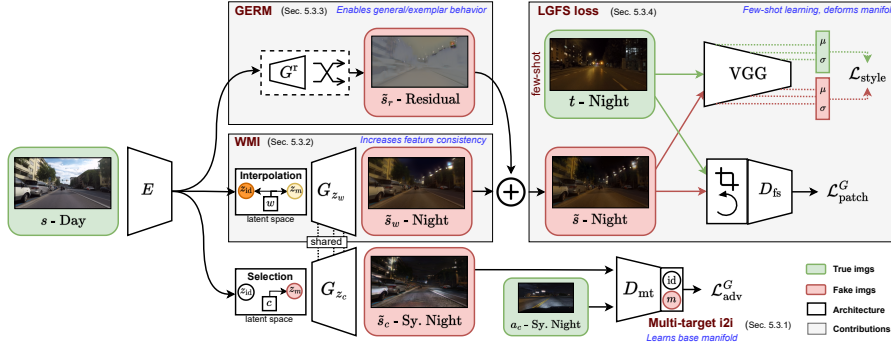 GERM (Sec. 5.3.3) Enables general/exemplar behavior
G^r
s̃_r - Residual
WMI (Sec. 5.3.2) Increases feature consistency
Interpolation
z_id z_m
w
latent space
G_{z_w}
s̃_w - Night
s - Day
E
shared
Selection
z_id z_m
c
latent space
G_{z_c}
s̃_c - Sy. Night
LGFS loss (Sec. 5.3.4) Few-shot learning, deforms manifol
few-shot
t - Night
VGG
μ
σ
μ
σ
ℒ_style
s̃ - Night
D_fs
ℒ^G_patch
a_c - Sy. Night
D_mt
id
m
ℒ^G_adv
Multi-target i2i (Sec. 5.3.1)
Learns base manifold
True imgs
Fake imgs
Architecture
Contributions